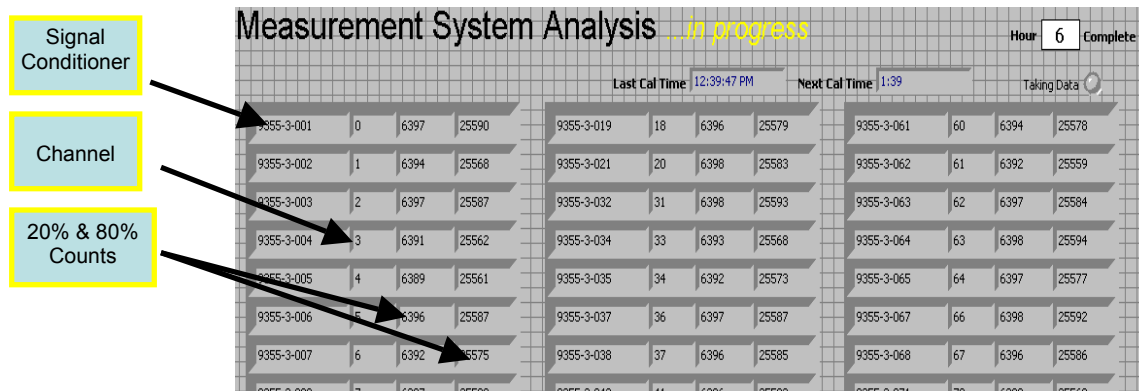 Signal
Conditioner
Channel
20% & 80%
Counts
Measurement System Analysis ...in progress
Hour 6 Complete
Last Cal Time 12:39:47 PM Next Cal Time 1:39 Taking Data
9355-3-001 0 6397 25590 9355-3-019 18 6396 25579 9355-3-061 60 6394 25578
9355-3-002 1 6394 25568 9355-3-021 20 6398 25583 9355-3-062 61 6392 25559
9355-3-003 2 6397 25587 9355-3-032 31 6398 25593 9355-3-063 62 6397 25584
9355-3-004 3 6391 25562 9355-3-034 33 6393 25568 9355-3-064 63 6398 25594
9355-3-005 4 6389 25561 9355-3-035 34 6392 25573 9355-3-065 64 6397 25577
9355-3-006 5 6396 25587 9355-3-037 36 6397 25587 9355-3-067 66 6398 25592
9355-3-007 6 6392 25575 9355-3-038 37 6396 25585 9355-3-068 67 6396 25586